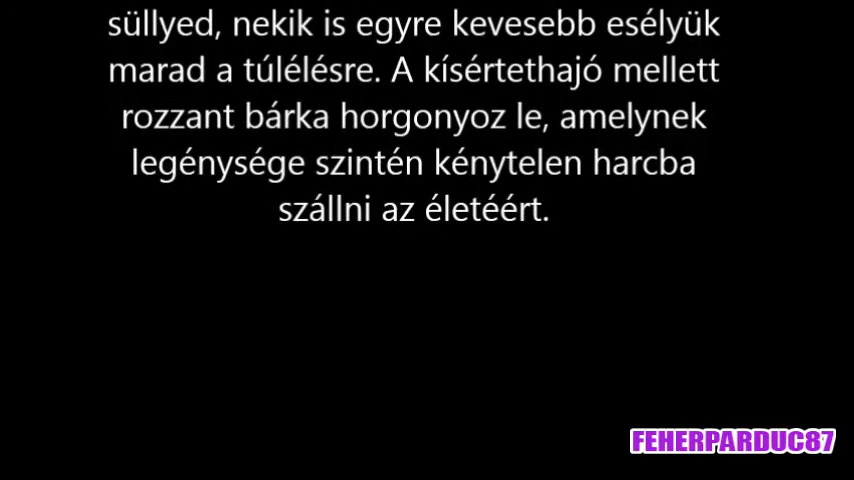 süllyed, nekik is egyre kevesebb esélyük
marad a túlélésre. A kísértethajó mellett
rozzant bárka horgonyoz le, amelynek
legénysége szintén kénytelen harcba
szállni az életéért.
FEHERPARDUC87